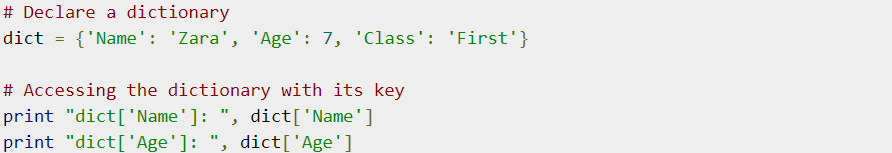 # Declare a dictionary
dict = {'Name': 'Zara', 'Age': 7, 'Class': 'First'}
# Accessing the dictionary with its key
print "dict['Name']: ", dict['Name']
print "dict['Age']: ", dict['Age']